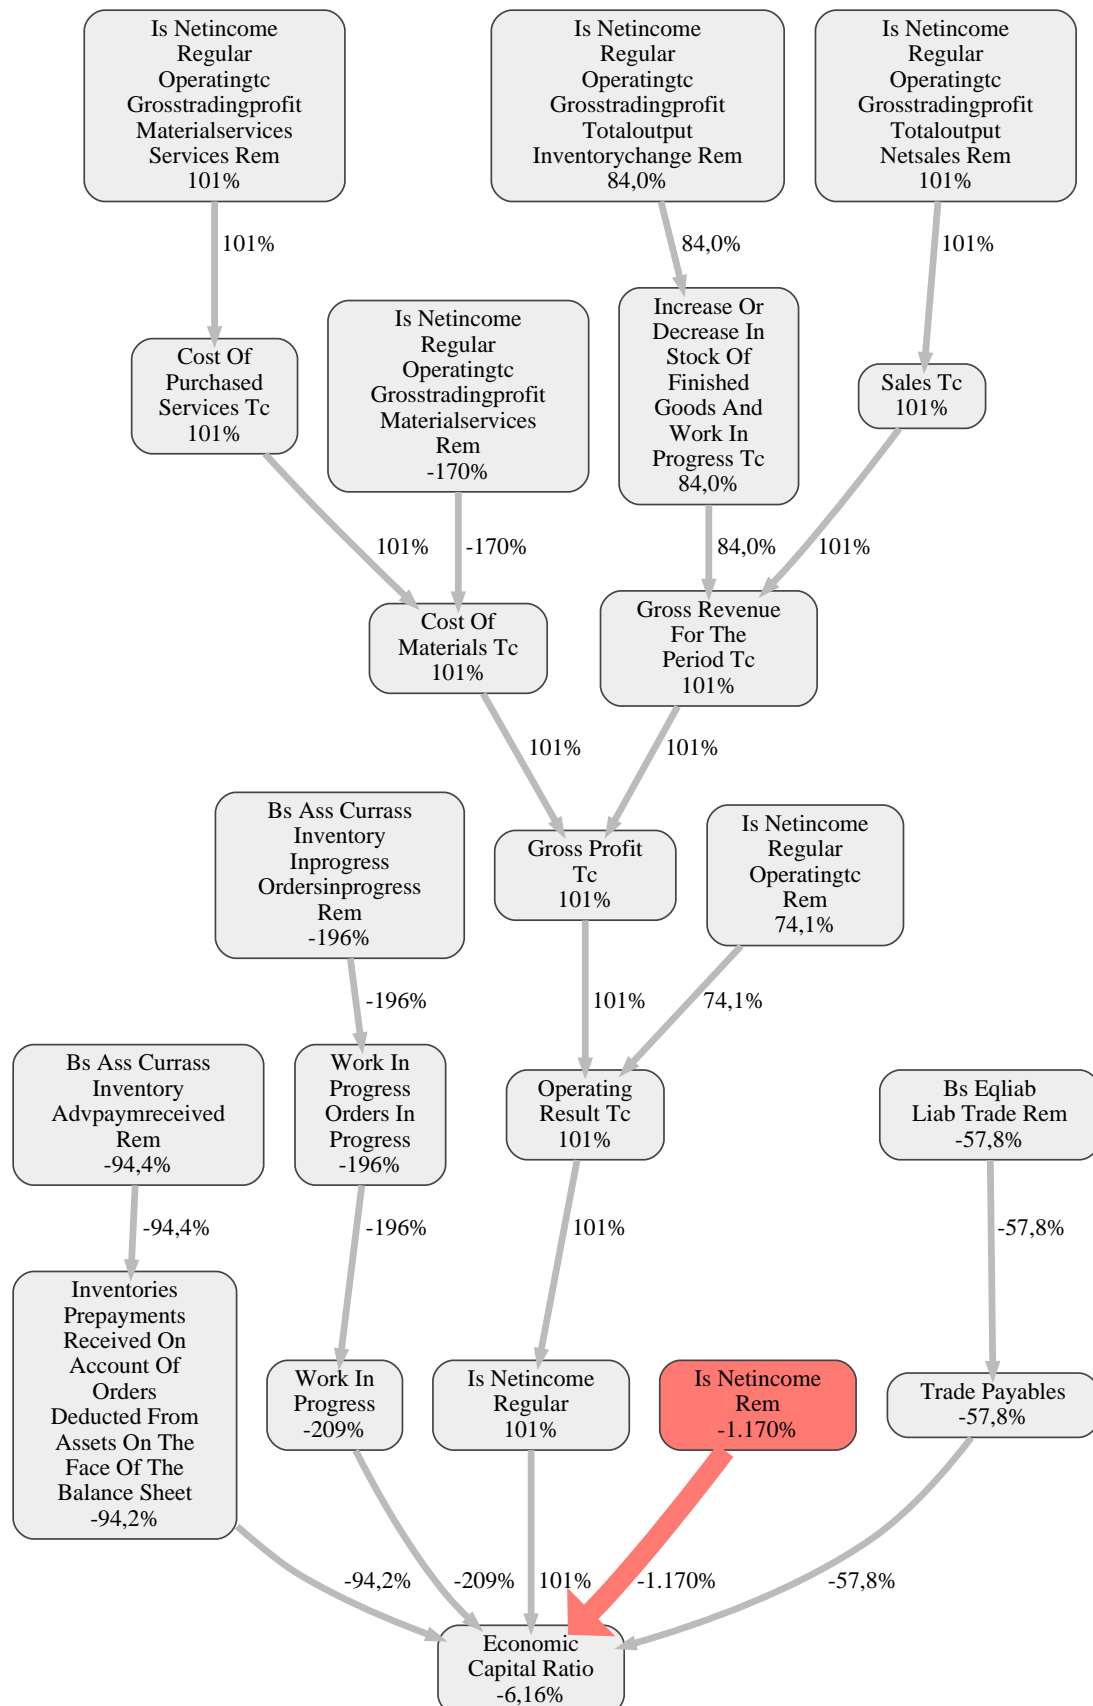 Is Netincome
Regular
Operatingtc
Grosstradingprofit
Materialservices
Services Rem
101%
Is Netincome
Regular
Operatingtc
Grosstradingprofit
Totaloutput
Inventorychange Rem
84,0%
Is Netincome
Regular
Operatingtc
Grosstradingprofit
Totaloutput
Netsales Rem
101%
101%
84,0%
101%
Cost Of
Purchased
Services Tc
101%
Is Netincome
Regular
Operatingtc
Grosstradingprofit
Materialservices
Rem
-170%
Increase Or
Decrease In
Stock Of
Finished
Goods And
Work In
Progress Tc
84,0%
Sales Tc
101%
101%
-170%
84,0%
101%
Cost Of
Materials Tc
101%
Gross Revenue
For The
Period Tc
101%
101%
101%
Bs Ass Currass
Inventory
Inprogress
Ordersinprogress
Rem
-196%
Gross Profit
Tc
101%
Is Netincome
Regular
Operatingtc
Rem
74,1%
-196%
101%
74,1%
Bs Ass Currass
Inventory
Advpaymreceived
Rem
-94,4%
Work In
Progress
Orders In
Progress
-196%
Operating
Result Tc
101%
Bs Eqliab
Liab Trade Rem
-57,8%
-94,4%
-196%
101%
-57,8%
Inventories
Prepayments
Received On
Account Of
Orders
Deducted From
Assets On The
Face Of The
Balance Sheet
-94,2%
Work In
Progress
-209%
Is Netincome
Regular
101%
Is Netincome
Rem
-1.170%
Trade Payables
-57,8%
-94,2%
-209%
101%
-1.170%
-57,8%
Economic
Capital Ratio
-6,16%